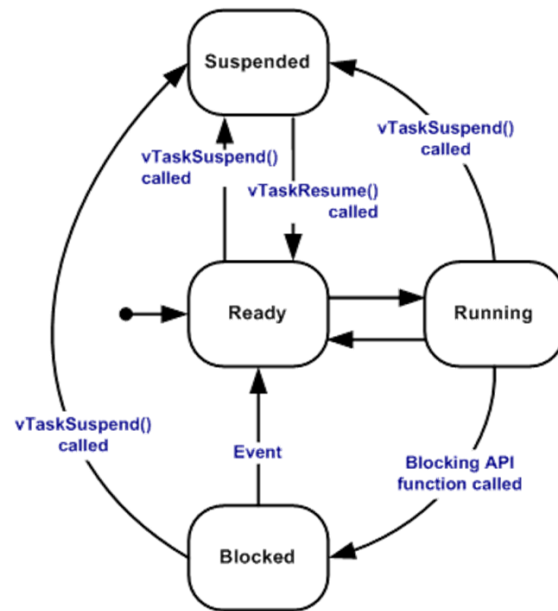 Suspended
vTaskSuspend()
called
vTaskSuspend()
called
vTaskResume()
called
Ready
Running
vTaskSuspend()
called
Event
Blocking API
function called
Blocked